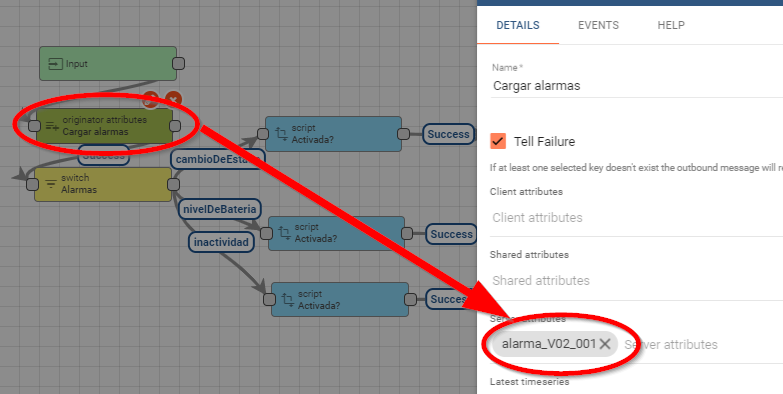 DETAILS
EVENTS
HELP
Name*
Cargar alarmas
Tell Failure
If at least one selected key doesn't exist the outbound message will re
Client attributes
Client attributes
Shared attributes
Shared attributes
Server attributes
alarma_V02_001
Server attributes
Latest timeseries
Input
originator attributes
Cargar alarmas
Success
switch
Alarmas
cambioDeEstado
nivelDeBateria
inactividad
script
Activada?
Success
script
Activada?
Success
script
Activada?
Success